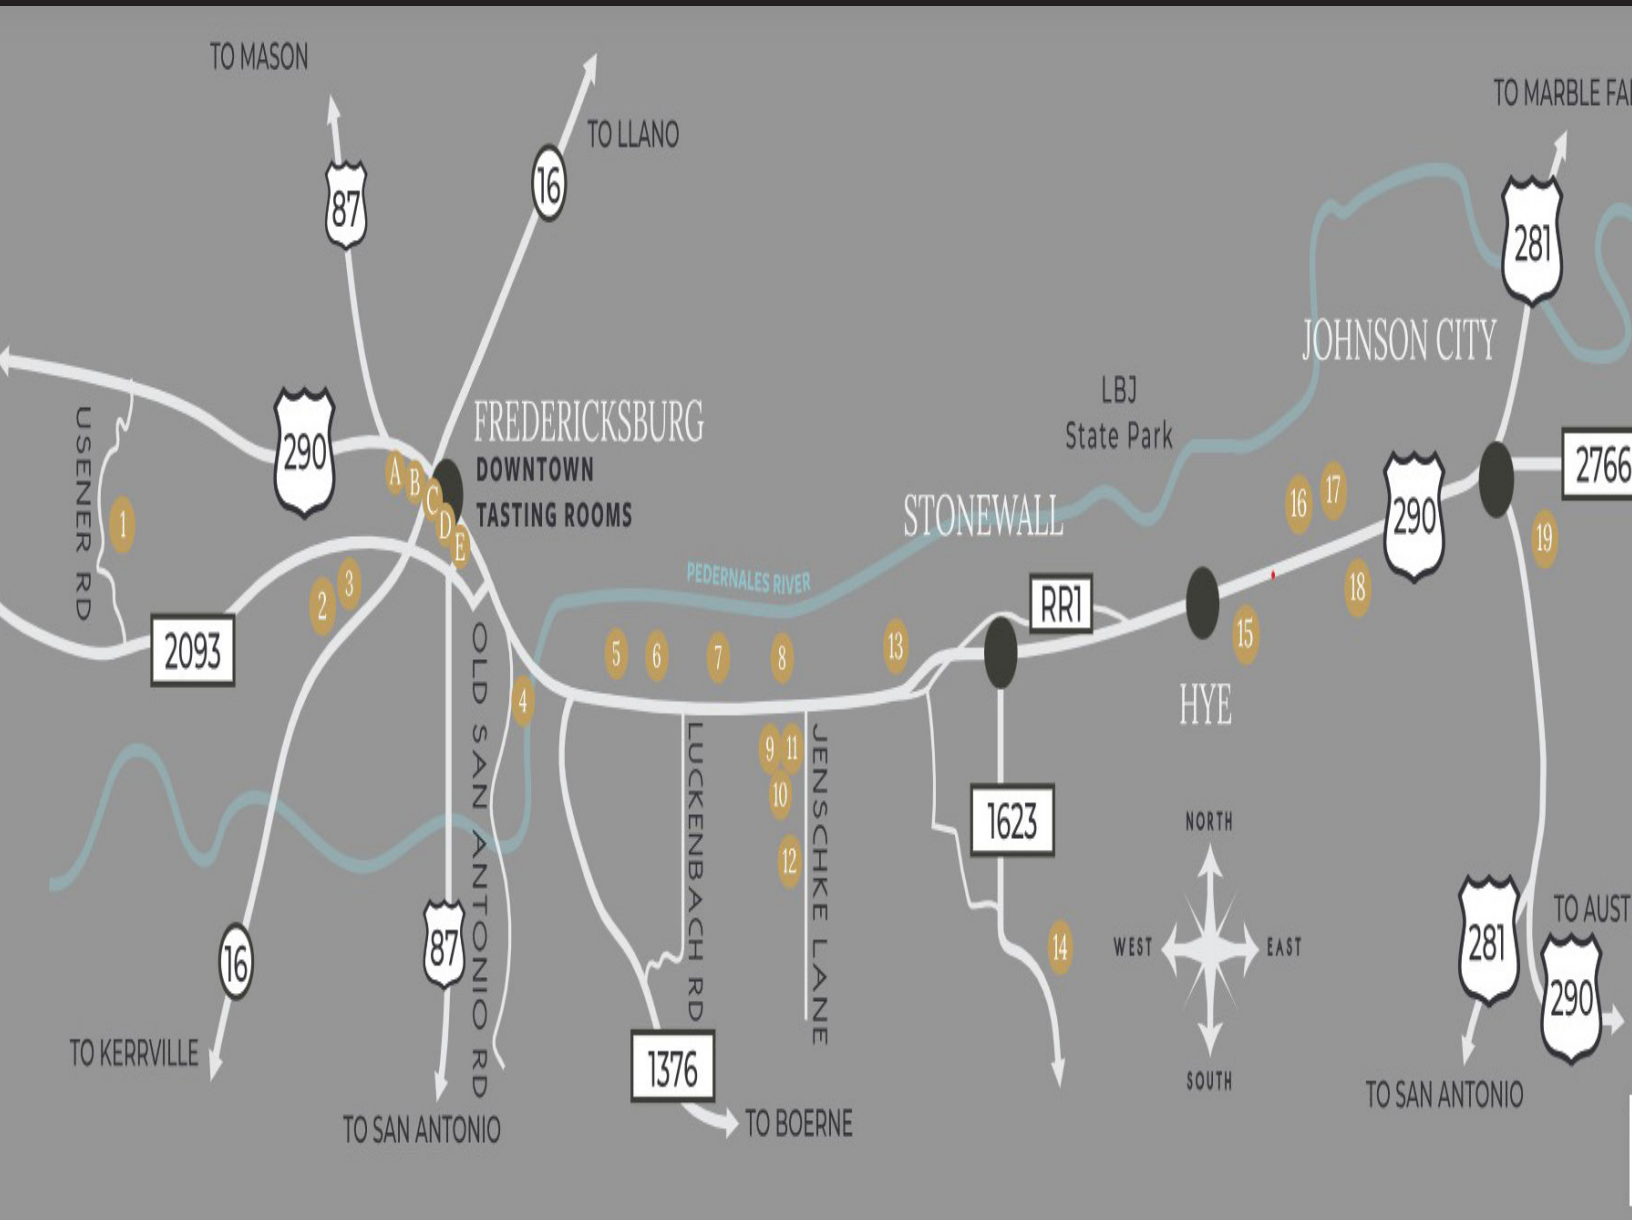 TO MASON
TO LLANO
TO MARBLE FA
87
16
281
JOHNSON CITY
LBJ
State Park
FREDERICKSBURG
DOWNTOWN
TASTING ROOMS
290
A
B
C
D
E
USENER RD
1
2
3
2093
STONEWALL
PEDERNALES RIVER
RR1
290
2766
16
17
18
19
15
HYE
4
5
6
7
8
13
9
11
10
12
OLD SAN ANTONIO RD
LUCKENBACH RD
JENSCHKE LANE
1623
14
NORTH
WEST
EAST
SOUTH
16
87
1376
281
290
TO AUST
TO KERRVILLE
TO SAN ANTONIO
TO BOERNE
TO SAN ANTONIO